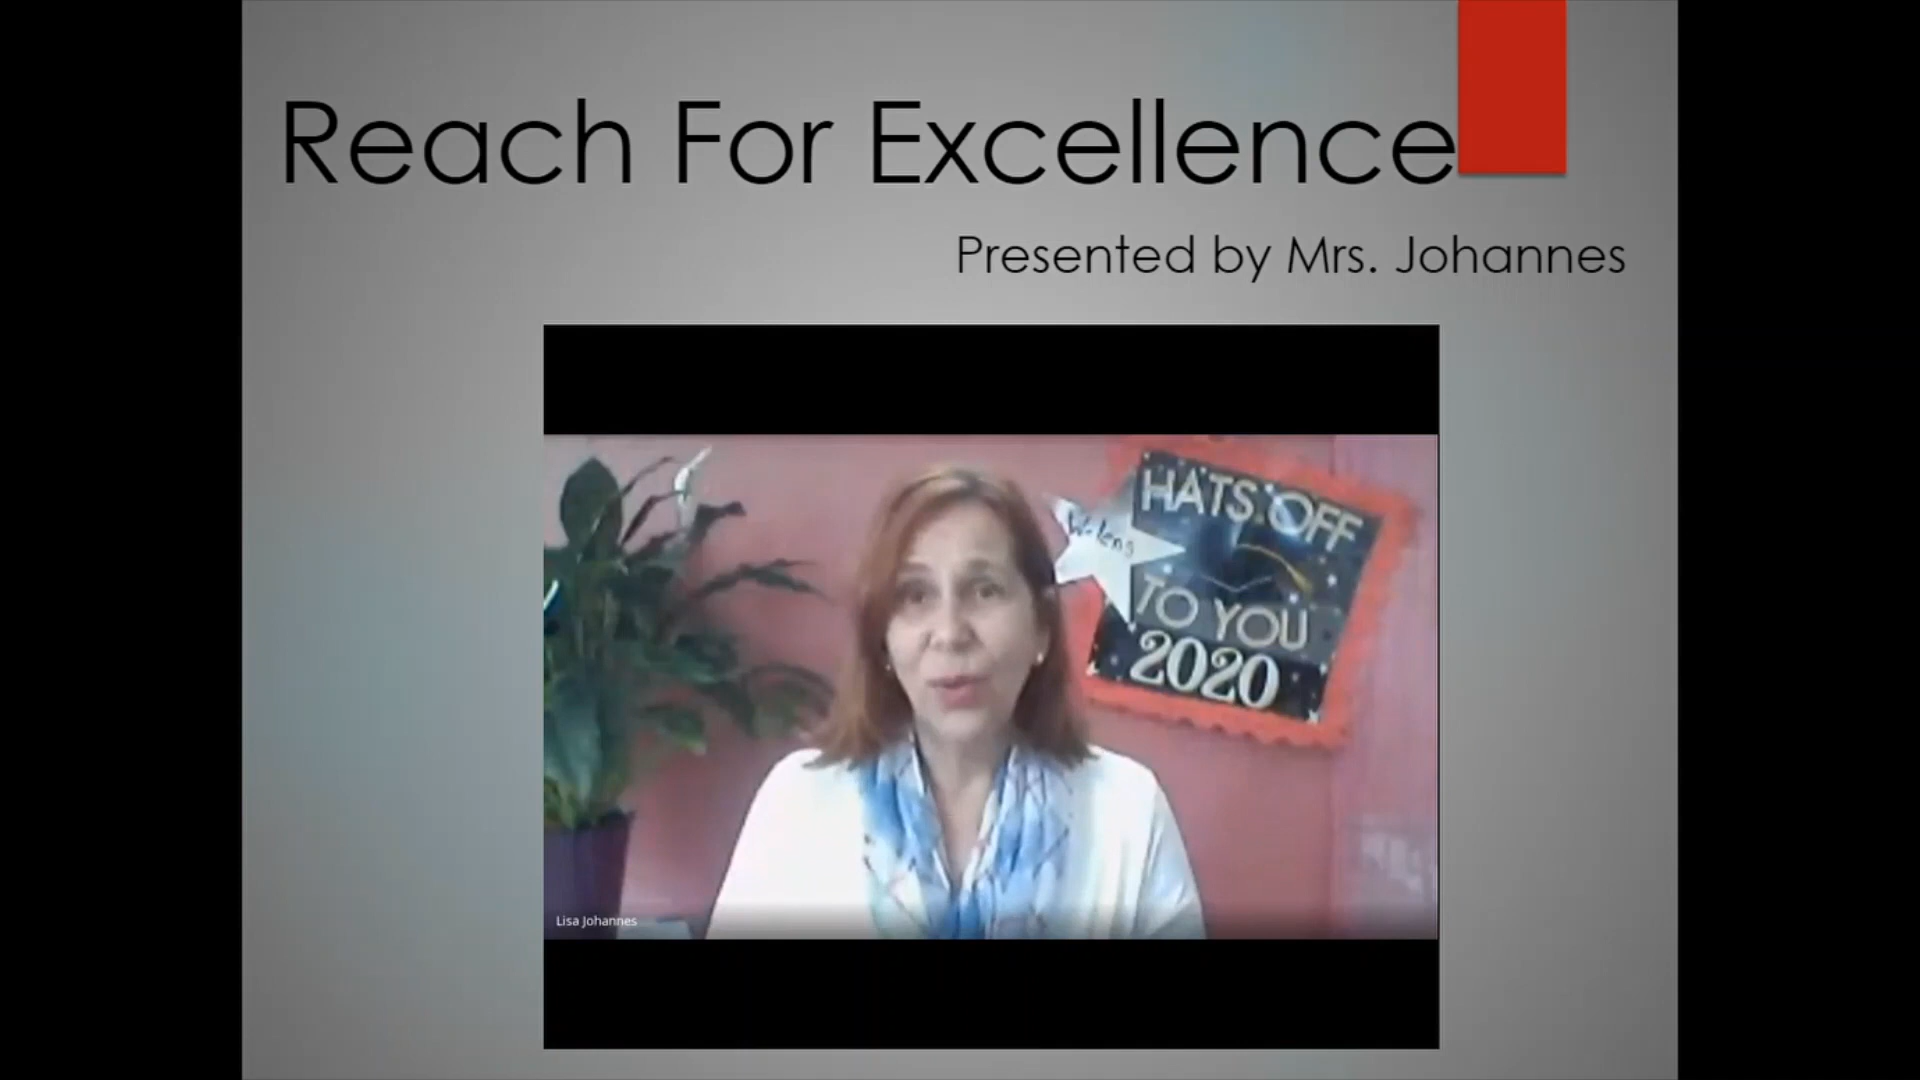 Reach For Excellence
Presented by Mrs. Johannes
HATS OFF
TO YOU
2020
Lisa Johannes